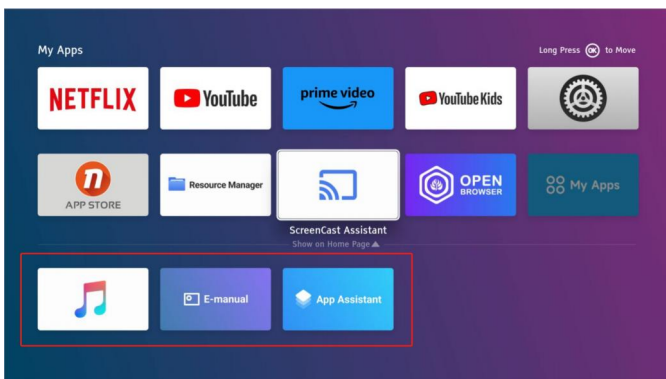 My Apps
Long Press OK to Move
NETFLIX
YouTube
prime video
YouTube Kids
n
APP STORE
Resource Manager
OPEN
BROWSER
My Apps
ScreenCast Assistant
Show on Home Page
E-manual
App Assistant